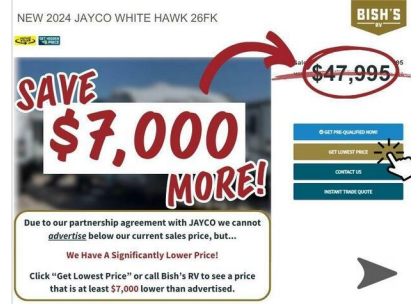 NEW 2024 JAYCO WHITE HAWK 26FK
BISH'S
RV
$47,995
SAVE
$7,000
MORE!
GET PRE-QUALIFIED NOW!
GET LOWEST PRICE
CONTACT US
INSTANT TRADE QUOTE
Due to our partnership agreement with JAYCO we cannot
advertise below our current sales price, but...
We Have A Significantly Lower Price!
Click "Get Lowest Price" or call Bish's RV to see a price
that is at least $7,000 lower than advertised.